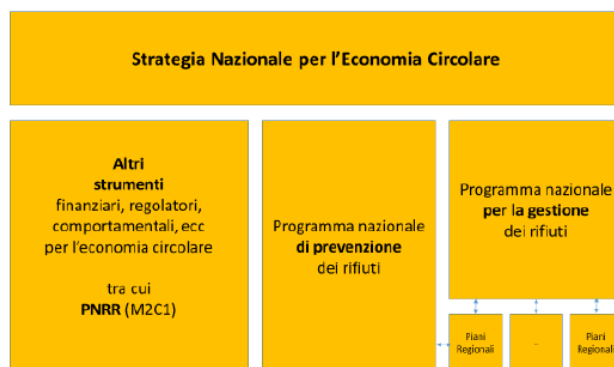 Strategia Nazionale per l'Economia Circolare
Altri
strumenti
finanziari, regolatori,
comportamentali, ecc
per l'economia circolare
tra cui
PNRR (M2C1)
Programma nazionale
di prevenzione
dei rifiuti
Programma nazionale
per la gestione
dei rifiuti
Piani
Regionali
..
Piani
Regionali